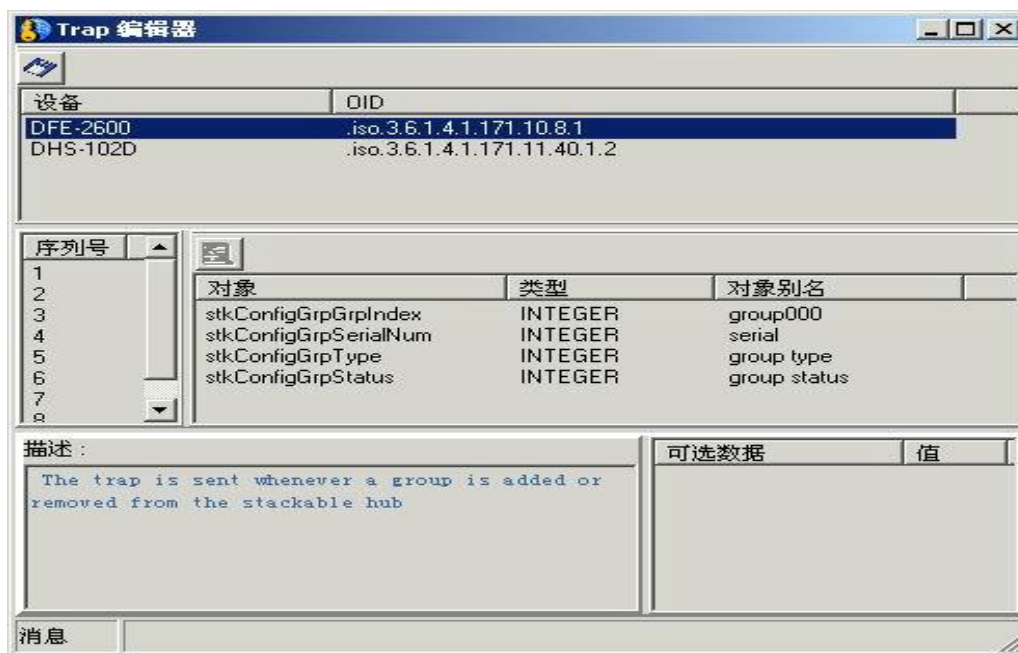 Trap 编辑器
设备 OID
DFE-2600 .iso.3.6.1.4.1.171.10.8.1
DHS-102D .iso.3.6.1.4.1.171.11.40.1.2
序列号
1
2
3
4
5
6
7
8
对象 类型 对象别名
stkConfigGrpGrpIndex INTEGER group000
stkConfigGrpSerialNum INTEGER serial
stkConfigGrpType INTEGER group type
stkConfigGrpStatus INTEGER group status
描述：
The trap is sent whenever a group is added or
removed from the stackable hub
可选数据 值
消息